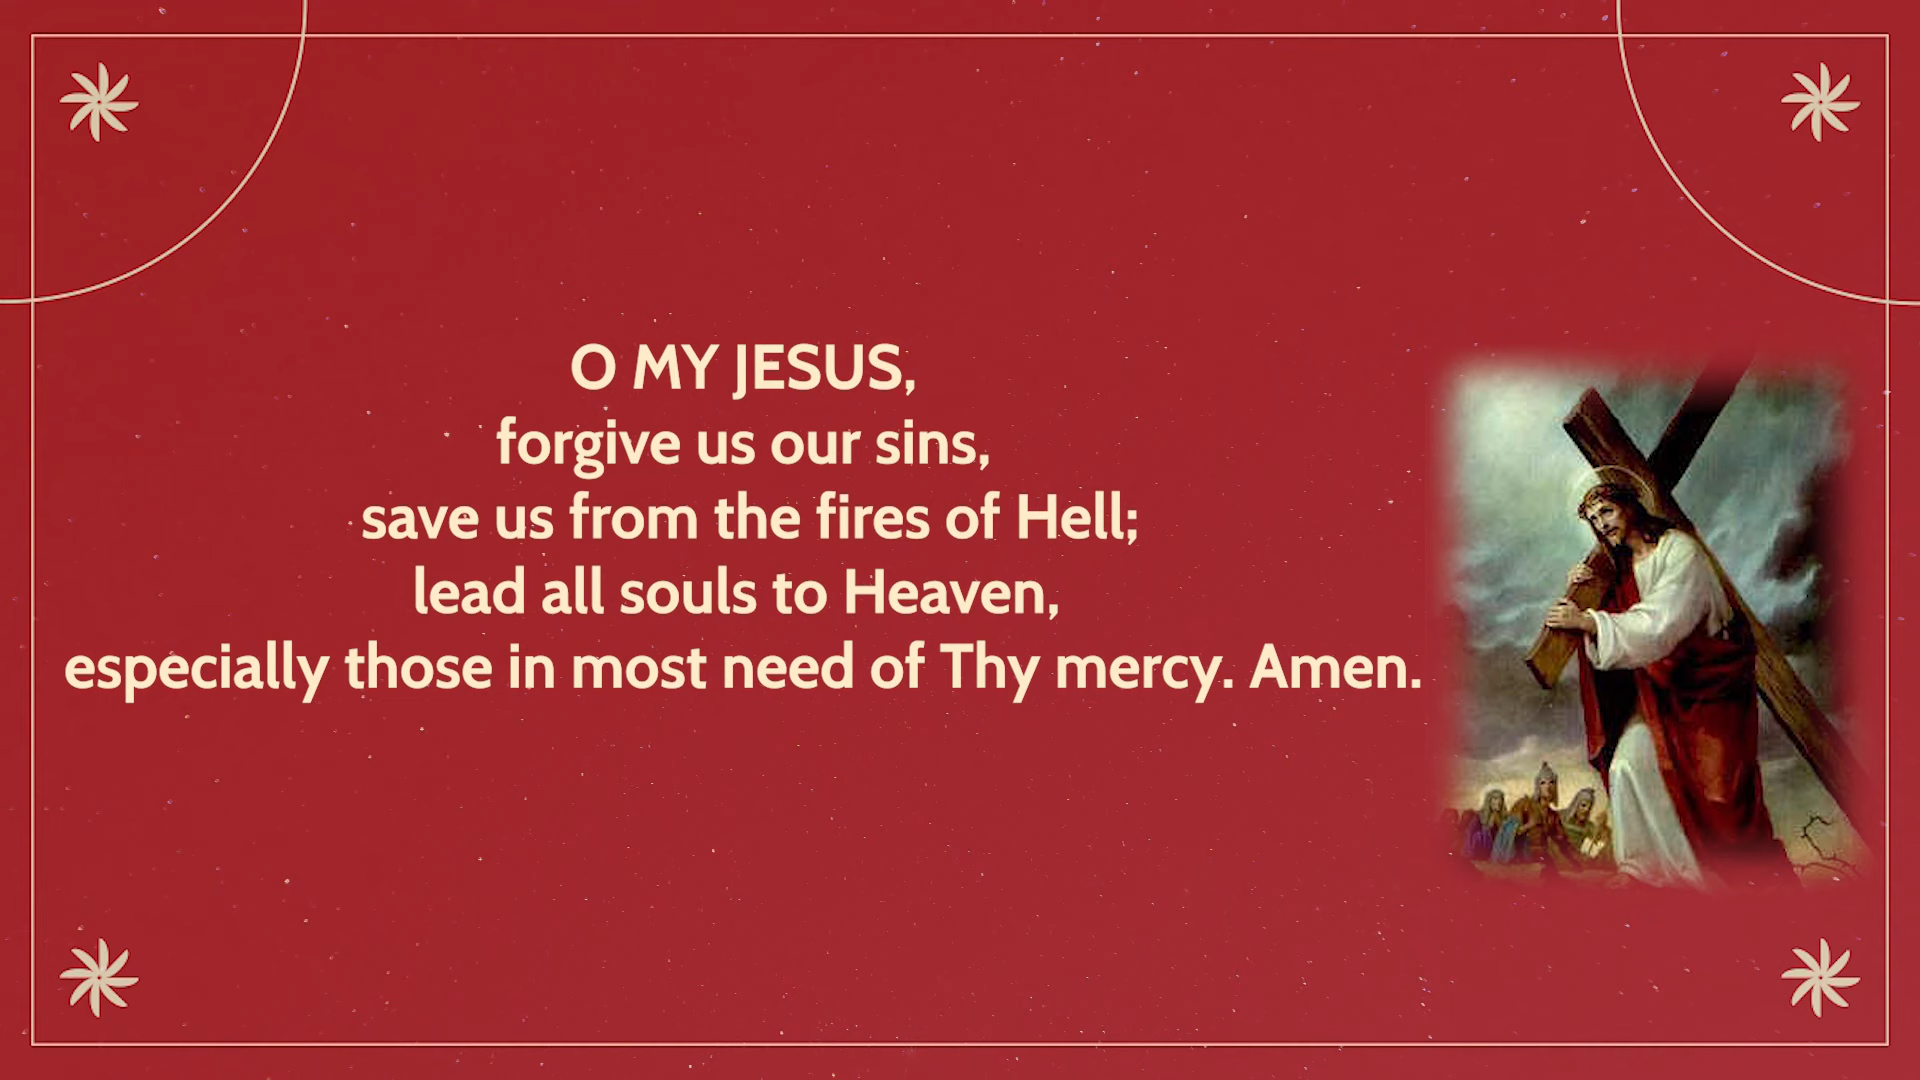 O MY JESUS,
forgive us our sins,
save us from the fires of Hell;
lead all souls to Heaven,
especially those in most need of Thy mercy. Amen.